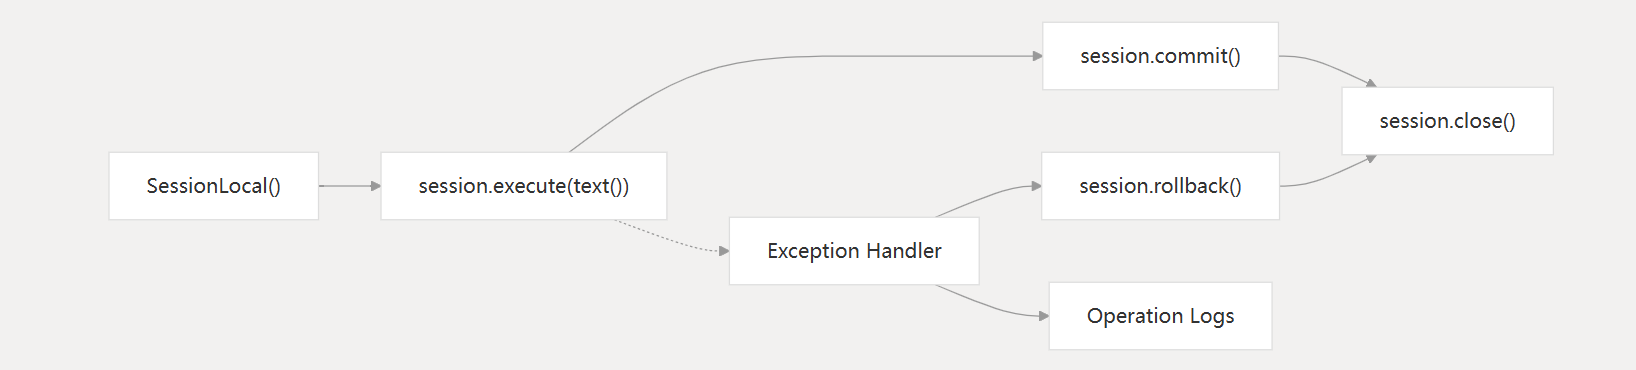 SessionLocal()
session.execute(text())
Exception Handler
session.commit()
session.rollback()
Operation Logs
session.close()